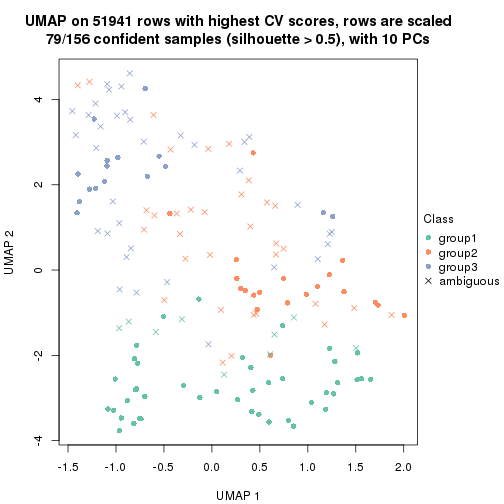 UMAP on 51941 rows with highest CV scores, rows are scaled
79/156 confident samples (silhouette > 0.5), with 10 PCs
4
2
0
-2
-4
UMAP 2
-1.5
-1.0
-0.5
0.0
0.5
1.0
1.5
2.0
UMAP 1
Class
group1
group2
group3
ambiguous